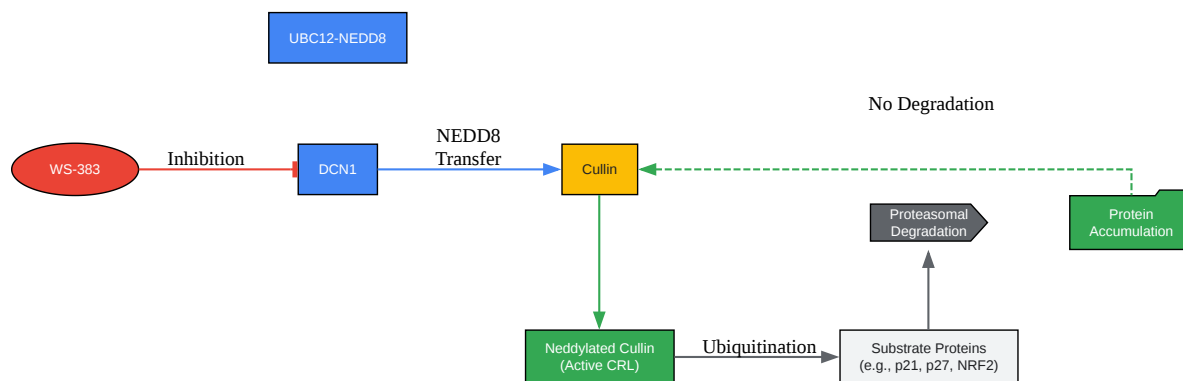 UBC12-NEDD8
No Degradation
WS-383
Inhibition
DCN1
NEDD8
Transfer
Cullin
Proteasomal
Degradation
Protein
Accumulation
Neddylated Cullin
(Active CRL)
Ubiquitination
Substrate Proteins
(e.g., p21, p27, NRF2)